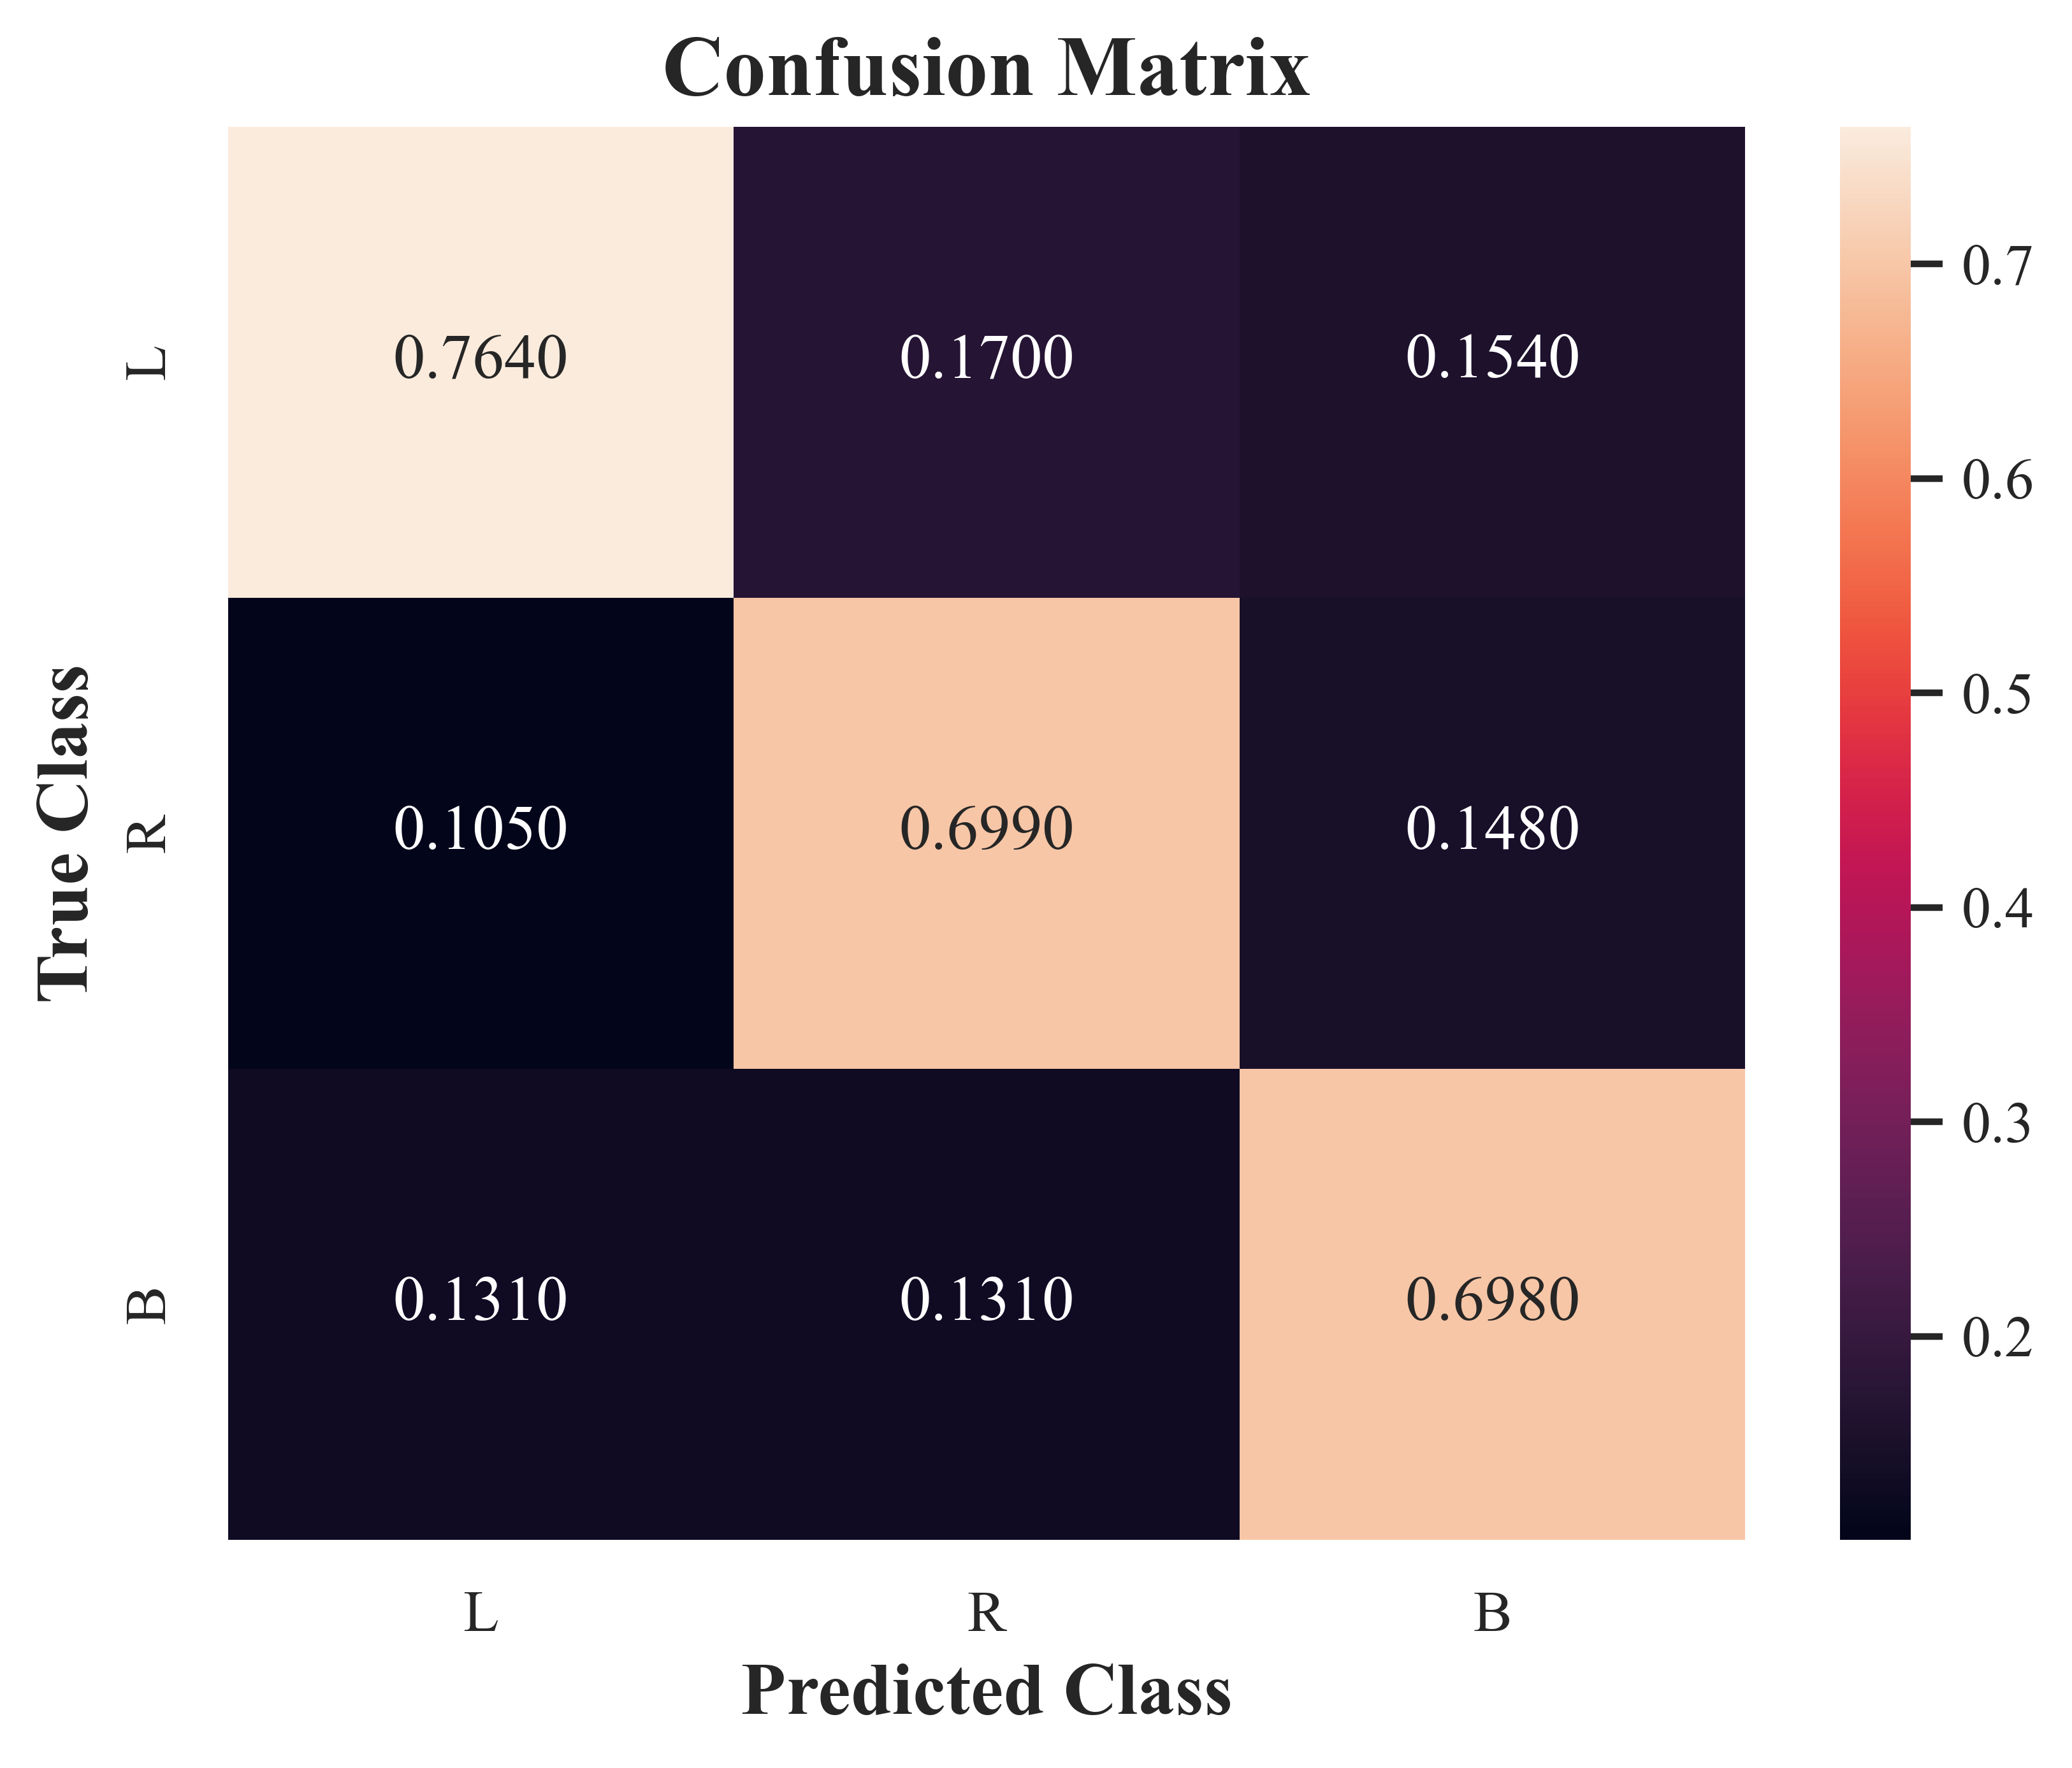 Confusion Matrix
True Class
L
0.7640 0.1700 0.1540
R
0.1050 0.6990 0.1480
B
0.1310 0.1310 0.6980
L R B
Predicted Class
0.7
0.6
0.5
0.4
0.3
0.2